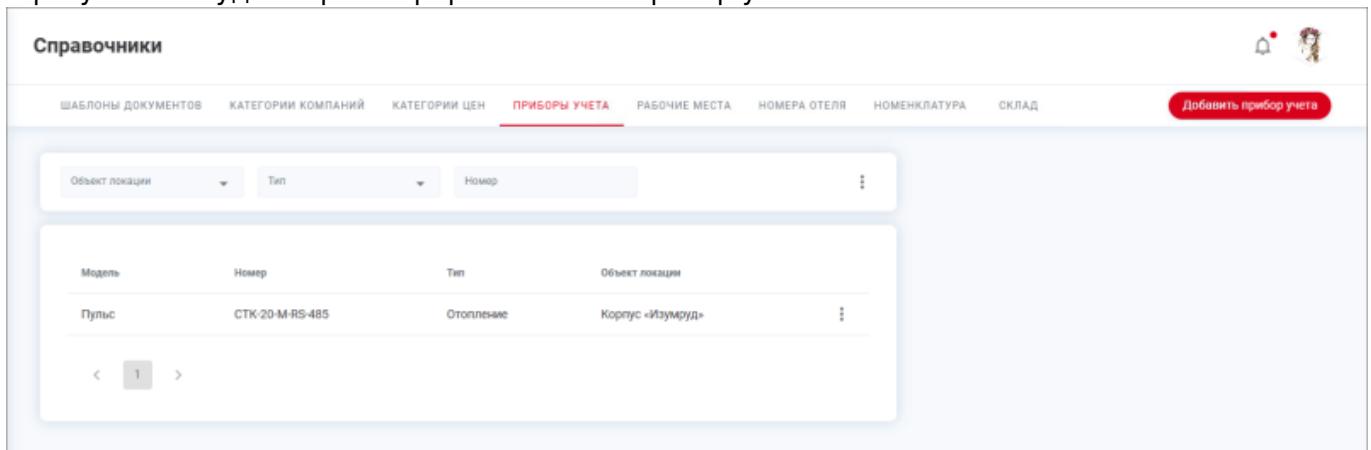 Справочники
ШАБЛОНЫ ДОКУМЕНТОВ КАТЕГОРИИ КОМПАНИЙ КАТЕГОРИИ ЦЕН ПРИБОРЫ УЧЕТА РАБОЧИЕ МЕСТА НОМЕРА ОТЕЛЯ НОМЕНКЛАТУРА СКЛАД Добавить прибор учета
Объект локации Тип Номер
Модель Номер Тип Объект локации
Пульс СТК-20-M-RS-485 Отопление Корпус «Изумруд»
< 1 >